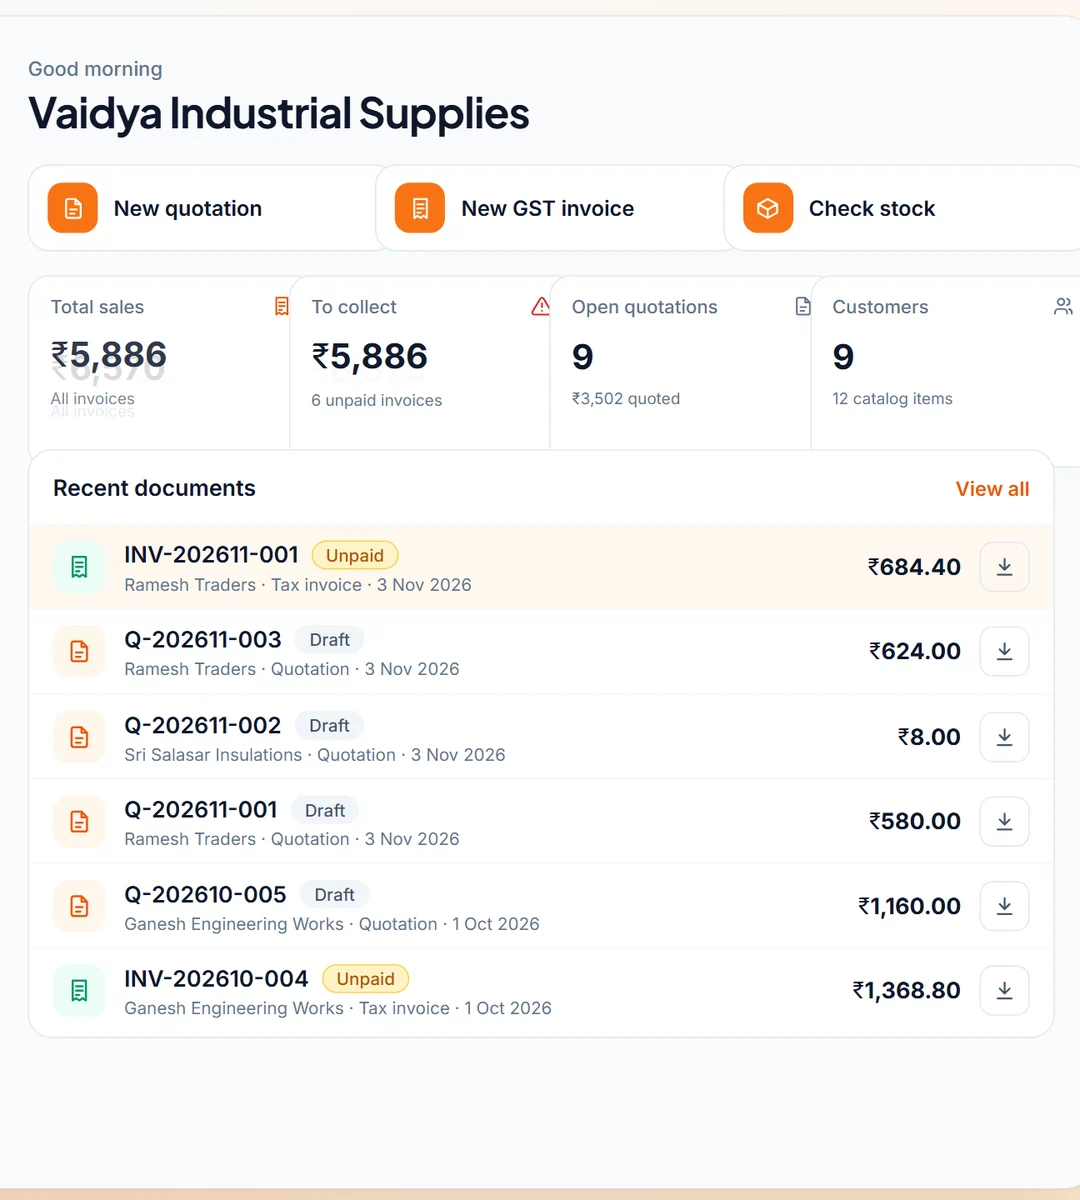 Good morning
Vaidya Industrial Supplies
New quotation
New GST invoice
Check stock
Total sales
To collect
Open quotations
Customers
₹5,886
₹5,886
9
9
All invoices
All invoices
6 unpaid invoices
₹3,502 quoted
12 catalog items
Recent documents
View all
INV-202611-001 Unpaid
Ramesh Traders · Tax invoice · 3 Nov 2026
₹684.40
Q-202611-003 Draft
Ramesh Traders · Quotation · 3 Nov 2026
₹624.00
Q-202611-002 Draft
Sri Salasar Insulations · Quotation · 3 Nov 2026
₹8.00
Q-202611-001 Draft
Ramesh Traders · Quotation · 3 Nov 2026
₹580.00
Q-202610-005 Draft
Ganesh Engineering Works · Quotation · 1 Oct 2026
₹1,160.00
INV-202610-004 Unpaid
Ganesh Engineering Works · Tax invoice · 1 Oct 2026
₹1,368.80